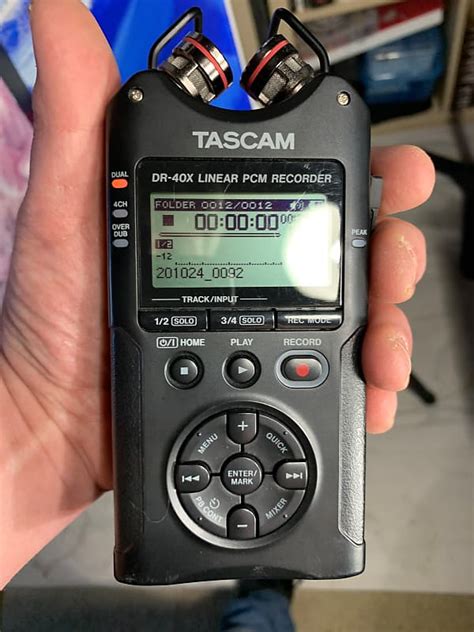 TASCAM
DR-40X LINEAR PCM RECORDER
DUAL
4CH
OVER
DUB
PEAK
FOLDER 0012/0012
00:00:00
1/2
-12
201024_0092
TRACK/INPUT
1/2 SOLO 3/4 SOLO REC MODE
⏻/I HOME PLAY RECORD
MENU + QUICK
ENTER/
MARK
PB CONT − MIXER